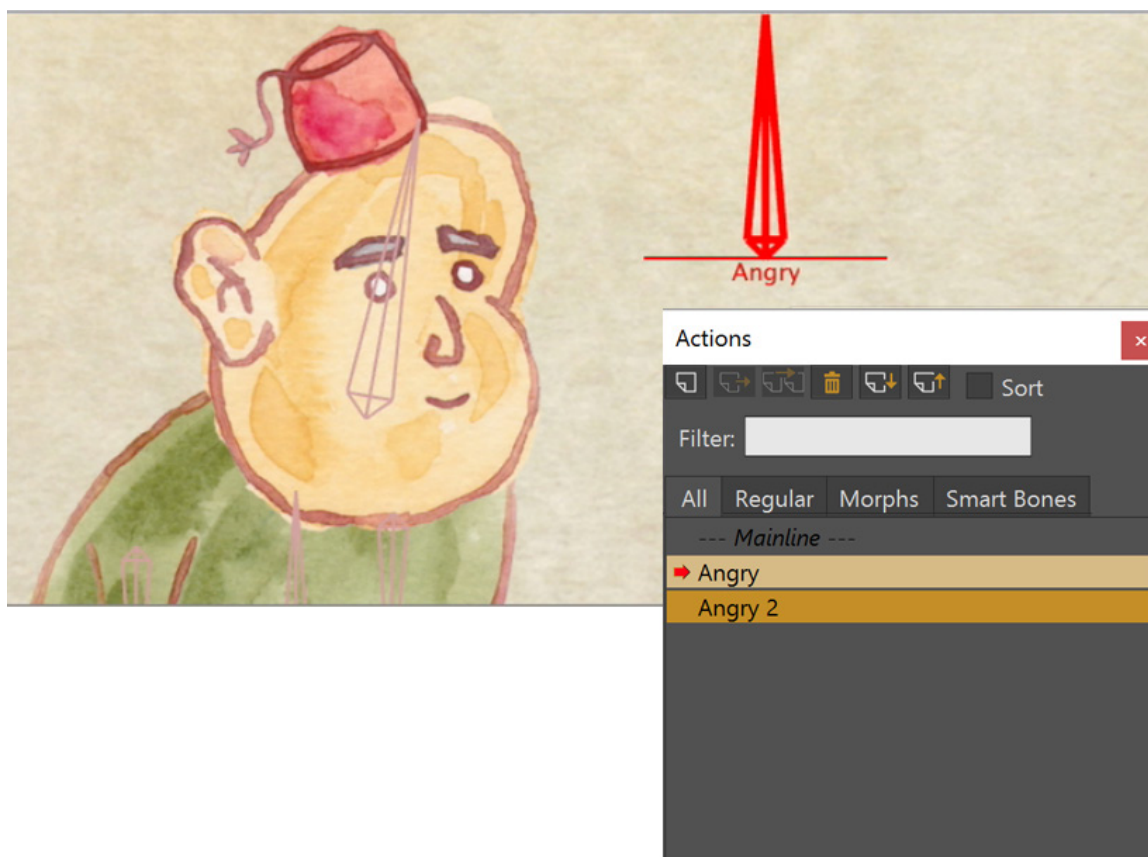 Angry
Actions
Sort
Filter:
All Regular Morphs Smart Bones
--- Mainline ---
Angry
Angry 2